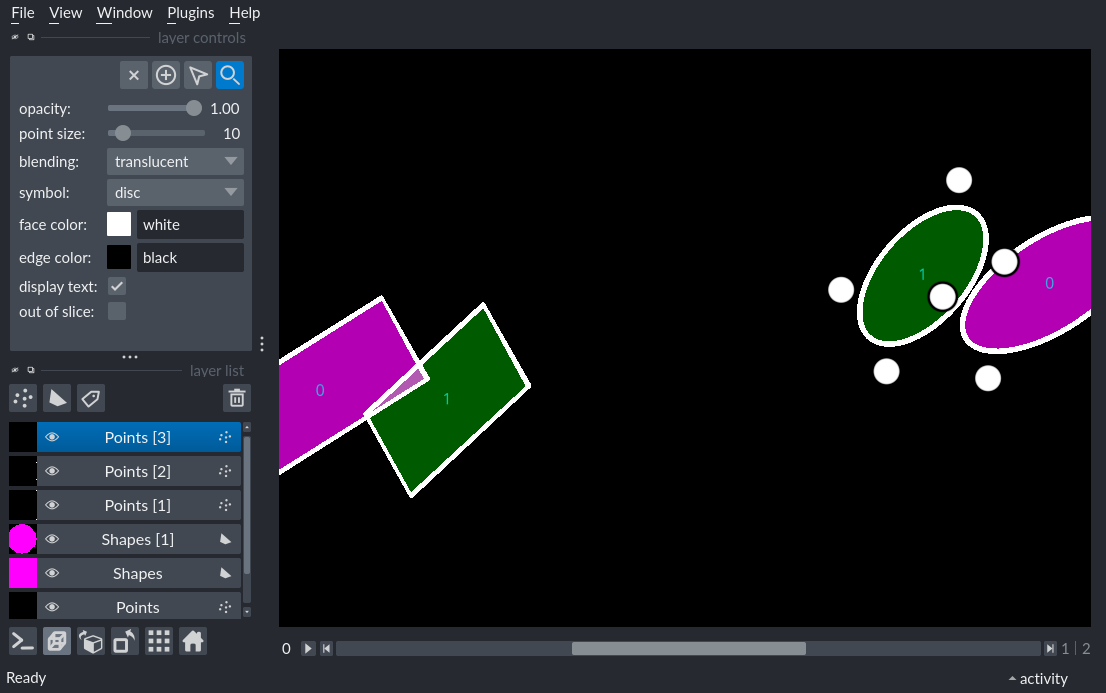 File View Window Plugins Help
layer controls
opacity: 1.00
point size: 10
blending: translucent
symbol: disc
face color: white
edge color: black
display text:
out of slice:
layer list
Points [3]
Points [2]
Points [1]
Shapes [1]
Shapes
Points
1
0
0
1
0 1 | 2
Ready
activity